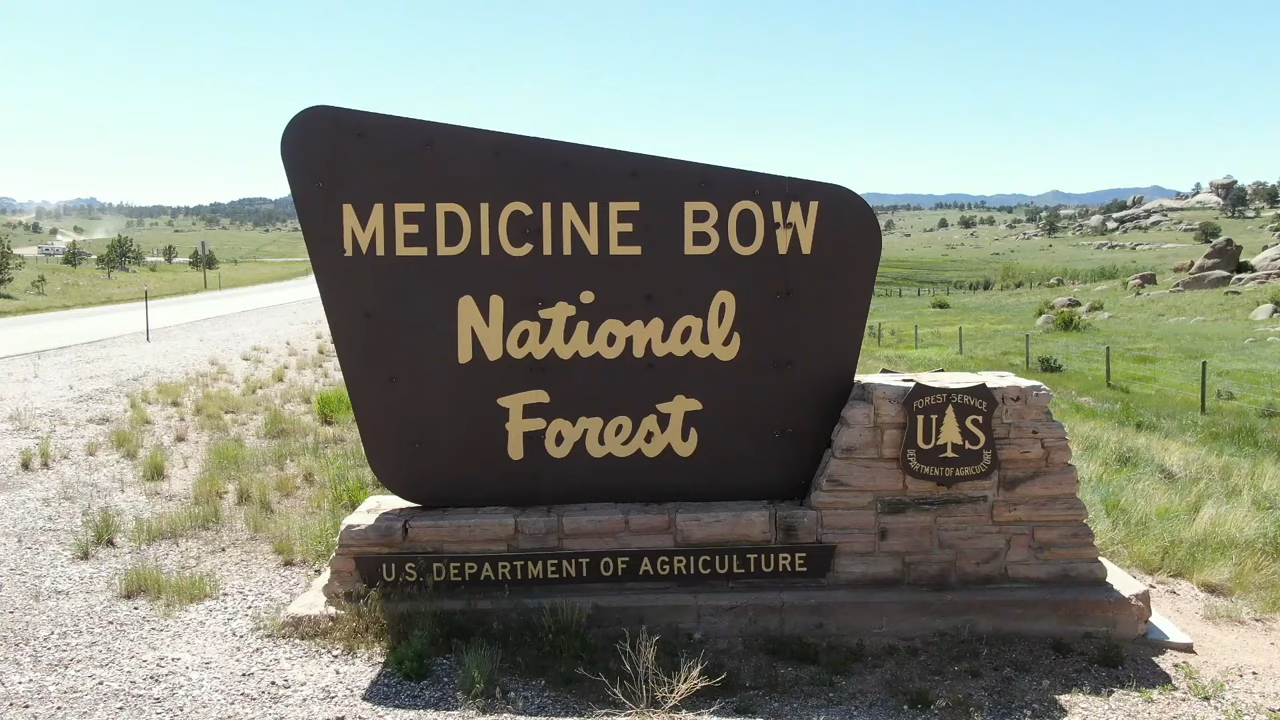 MEDICINE BOW
National
Forest
FOREST SERVICE
US
DEPARTMENT OF AGRICULTURE
U.S. DEPARTMENT OF AGRICULTURE